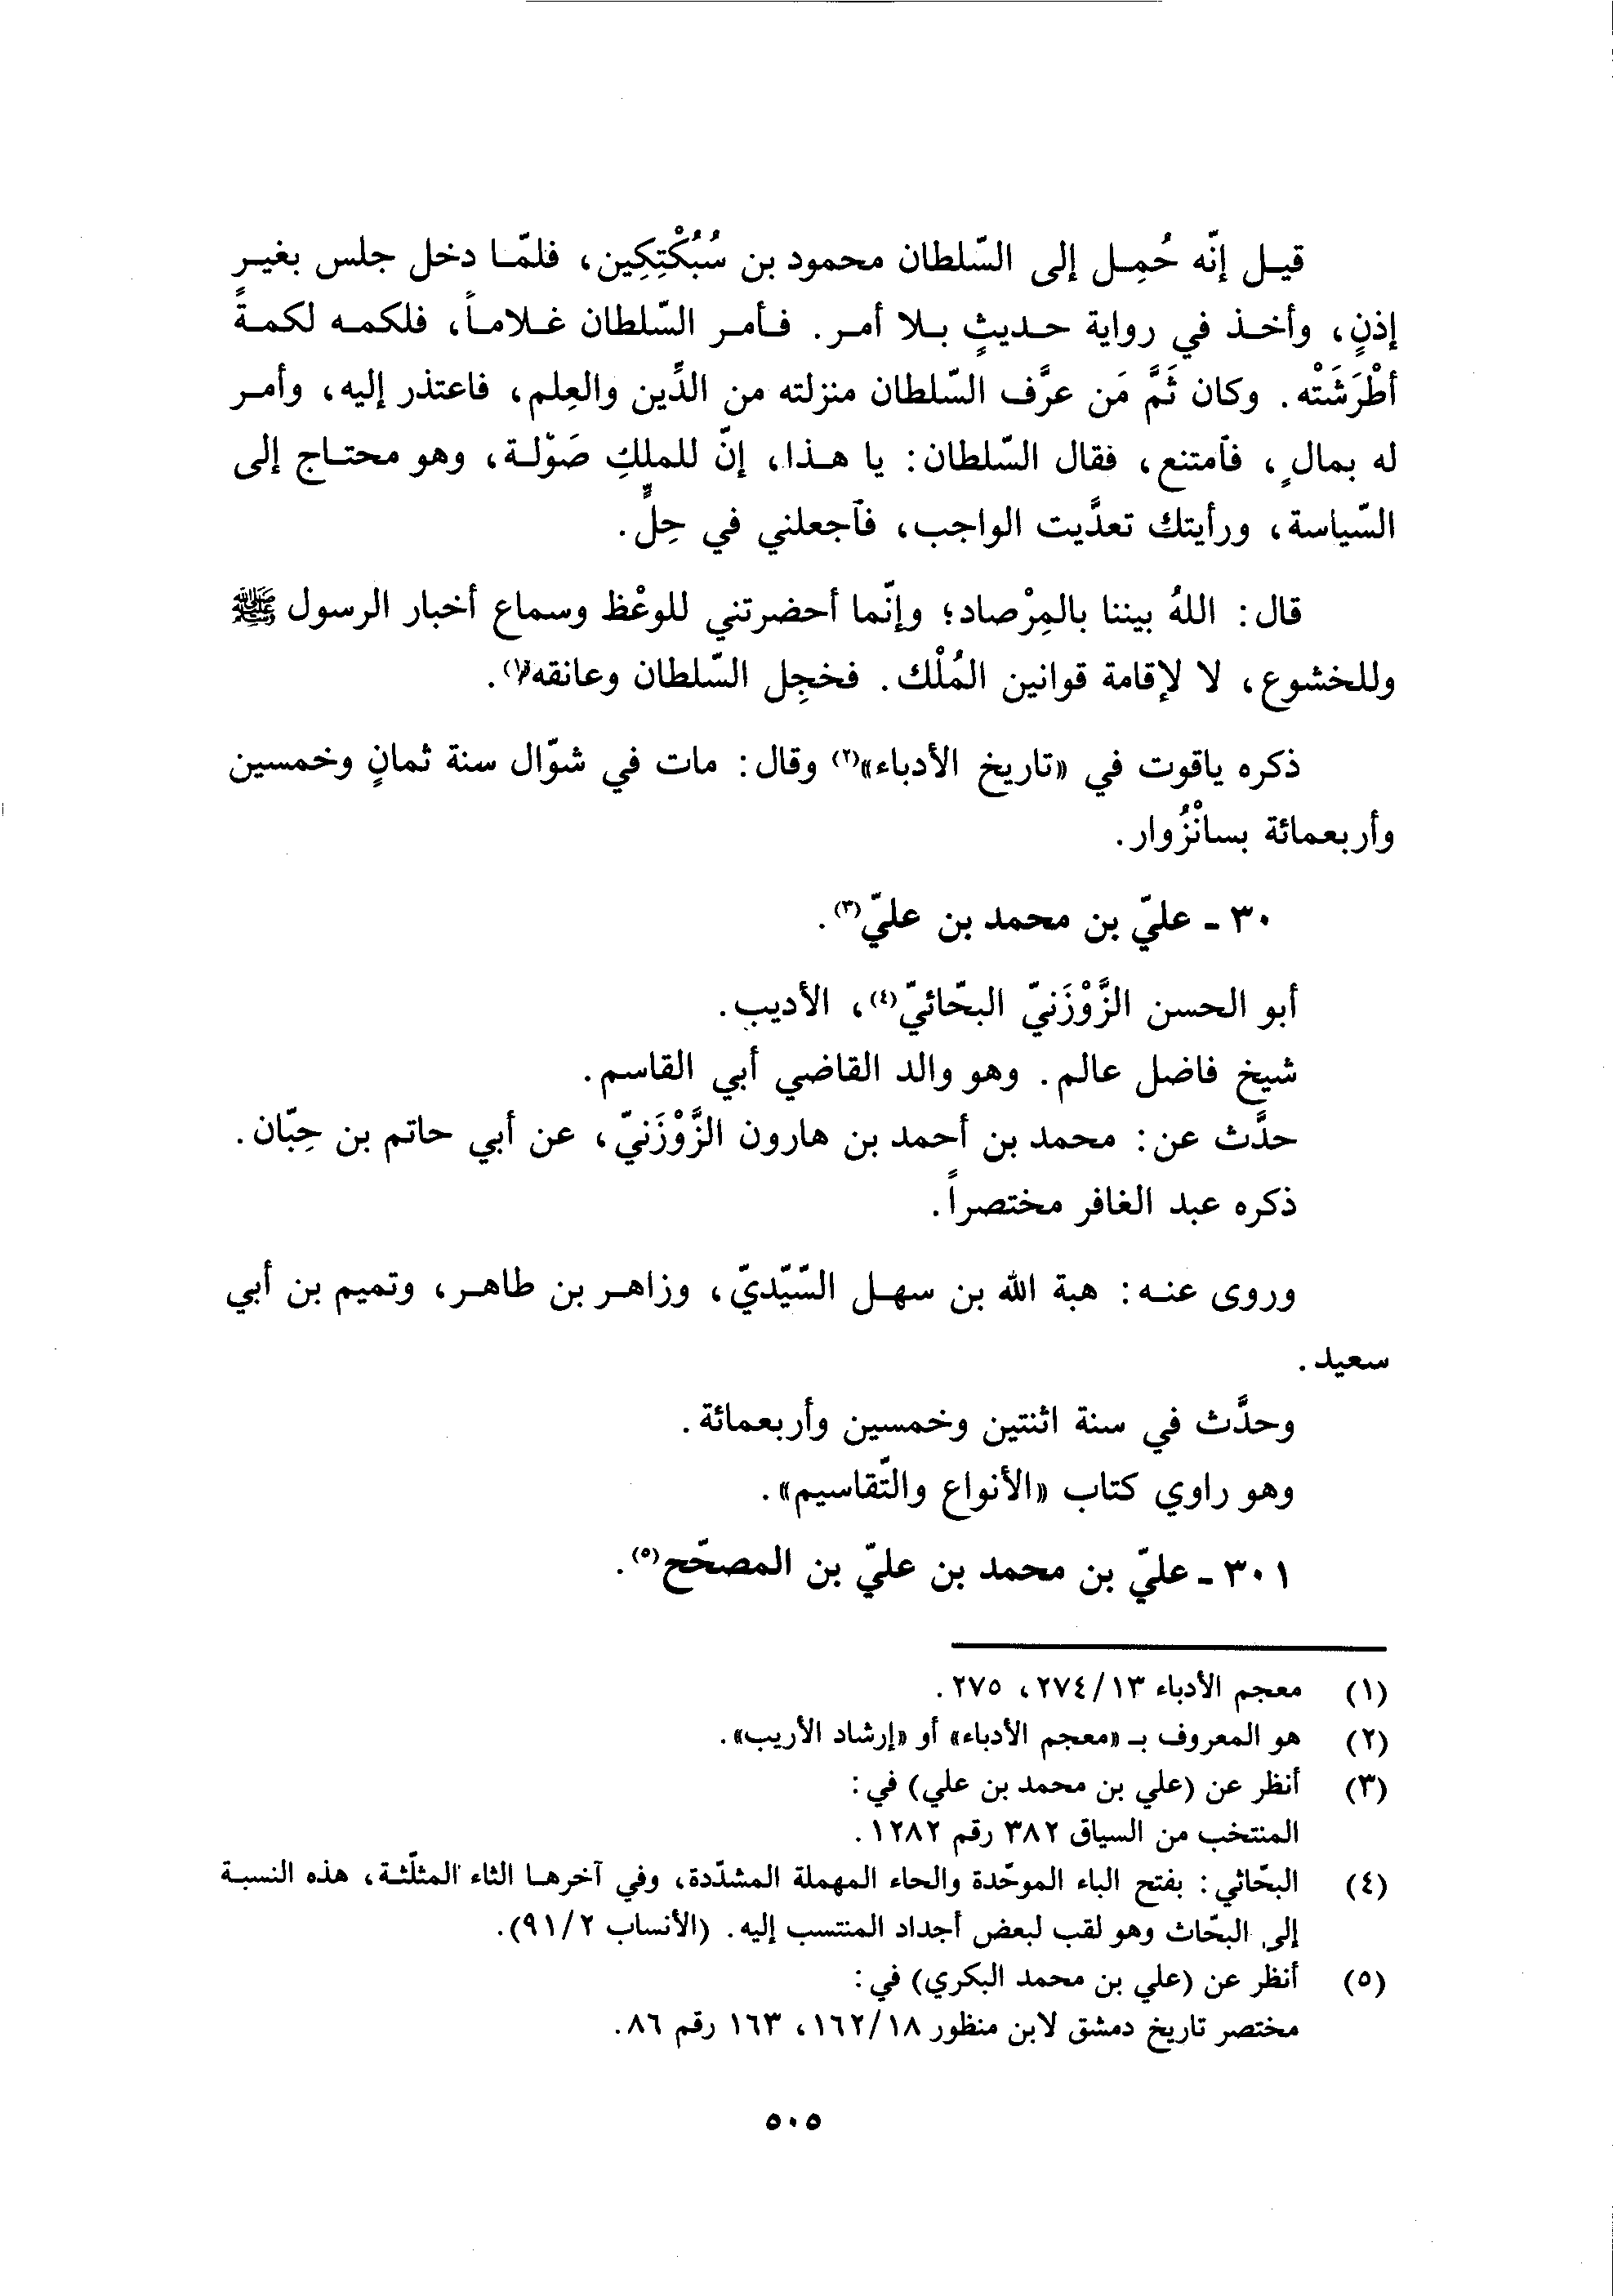 قيل إنّه حُمِل إلى السّلطان محمود بن سُبُكْتِكِين، فلمّا دخل جلس بغير
إذنٍ، وأخذ في رواية حديثٍ بلا أمر. فأمر السّلطان غلاماً، فلكمه لكمةً
أطْرَشَتْه. وكان ثَمَّ مَن عرَّف السّلطان منزلته من الدِّين والعِلم، فاعتذر إليه، وأمر
له بمالٍ، فآمتنع، فقال السّلطان: يا هذا، إنّ للملكِ صَوْلة، وهو محتاج إلى
السّياسة، ورأيتك تعدَّيت الواجب، فآجعلني في حِلٍّ.
قال: اللهُ بيننا بالمِرْصاد؛ وإنّما أحضرتني للوعْظ وسماع أخبار الرسول ﷺ
وللخشوع، لا لإقامة قوانين المُلْك. فخجِل السّلطان وعانقه(١).
ذكره ياقوت في «تاريخ الأدباء»(٢) وقال: مات في شوّال سنة ثمانٍ وخمسين
وأربعمائة بسانْزُوار.
٣٠ ـ عليّ بن محمد بن عليّ(٣).
أبو الحسن الزَّوْزَنيّ البحّائيّ(٤)، الأديب.
شيخ فاضل عالم. وهو والد القاضي أبي القاسم.
حدَّث عن: محمد بن أحمد بن هارون الزَّوْزَنيّ، عن أبي حاتم بن حِبّان.
ذكره عبد الغافر مختصراً.
وروى عنه: هبة الله بن سهل السّيّديّ، وزاهر بن طاهر، وتميم بن أبي
سعيد.
وحدَّث في سنة اثنتين وخمسين وأربعمائة.
وهو راوي كتاب «الأنواع والتّقاسيم».
٣٠١ ـ عليّ بن محمد بن عليّ بن المصحّح(٥).
(١) معجم الأدباء ٢٧٤/١٣، ٢٧٥.
(٢) هو المعروف بـ «معجم الأدباء» أو «إرشاد الأريب».
(٣) أنظر عن (علي بن محمد بن علي) في:
المنتخب من السياق ٣٨٢ رقم ١٢٨٢.
(٤) البحّاثي: بفتح الباء الموحّدة والحاء المهملة المشدّدة، وفي آخرها الثاء المثلّثة، هذه النسبة
إلى البحّاث وهو لقب لبعض أجداد المنتسب إليه. (الأنساب ٩١/٢).
(٥) أنظر عن (علي بن محمد البكري) في:
مختصر تاريخ دمشق لابن منظور ١٦٢/١٨، ١٦٣ رقم ٨٦.
٥٠٥